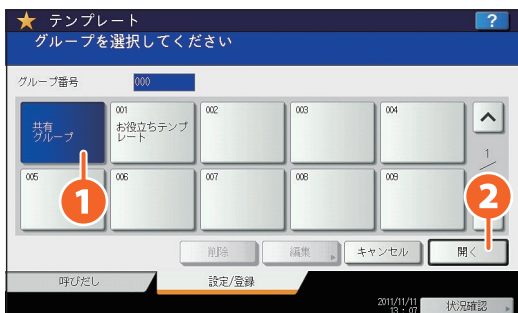 テンプレート
?
グループを選択してください
グループ番号 000
共有
グループ
001
お役立ちテンプ
レート
002
003
004
1
005
006
007
008
009
1
2
削除
編集
キャンセル
開く
呼びだし
設定/登録
2011/11/11
13:07
状況確認